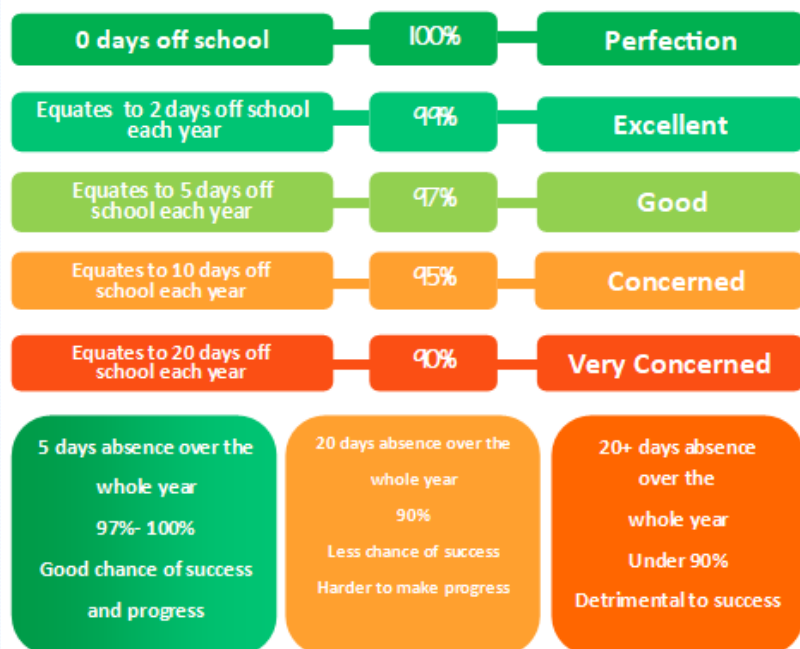 0 days off school
100%
Perfection
Equates to 2 days off school
each year
99%
Excellent
Equates to 5 days off
school each year
97%
Good
Equates to 10 days off
school each year
95%
Concerned
Equates to 20 days off
school each year
90%
Very Concerned
5 days absence over the
whole year
97%- 100%
Good chance of success
and progress
20 days absence over the
whole year
90%
Less chance of success
Harder to make progress
20+ days absence
over the
whole year
Under 90%
Detrimental to success